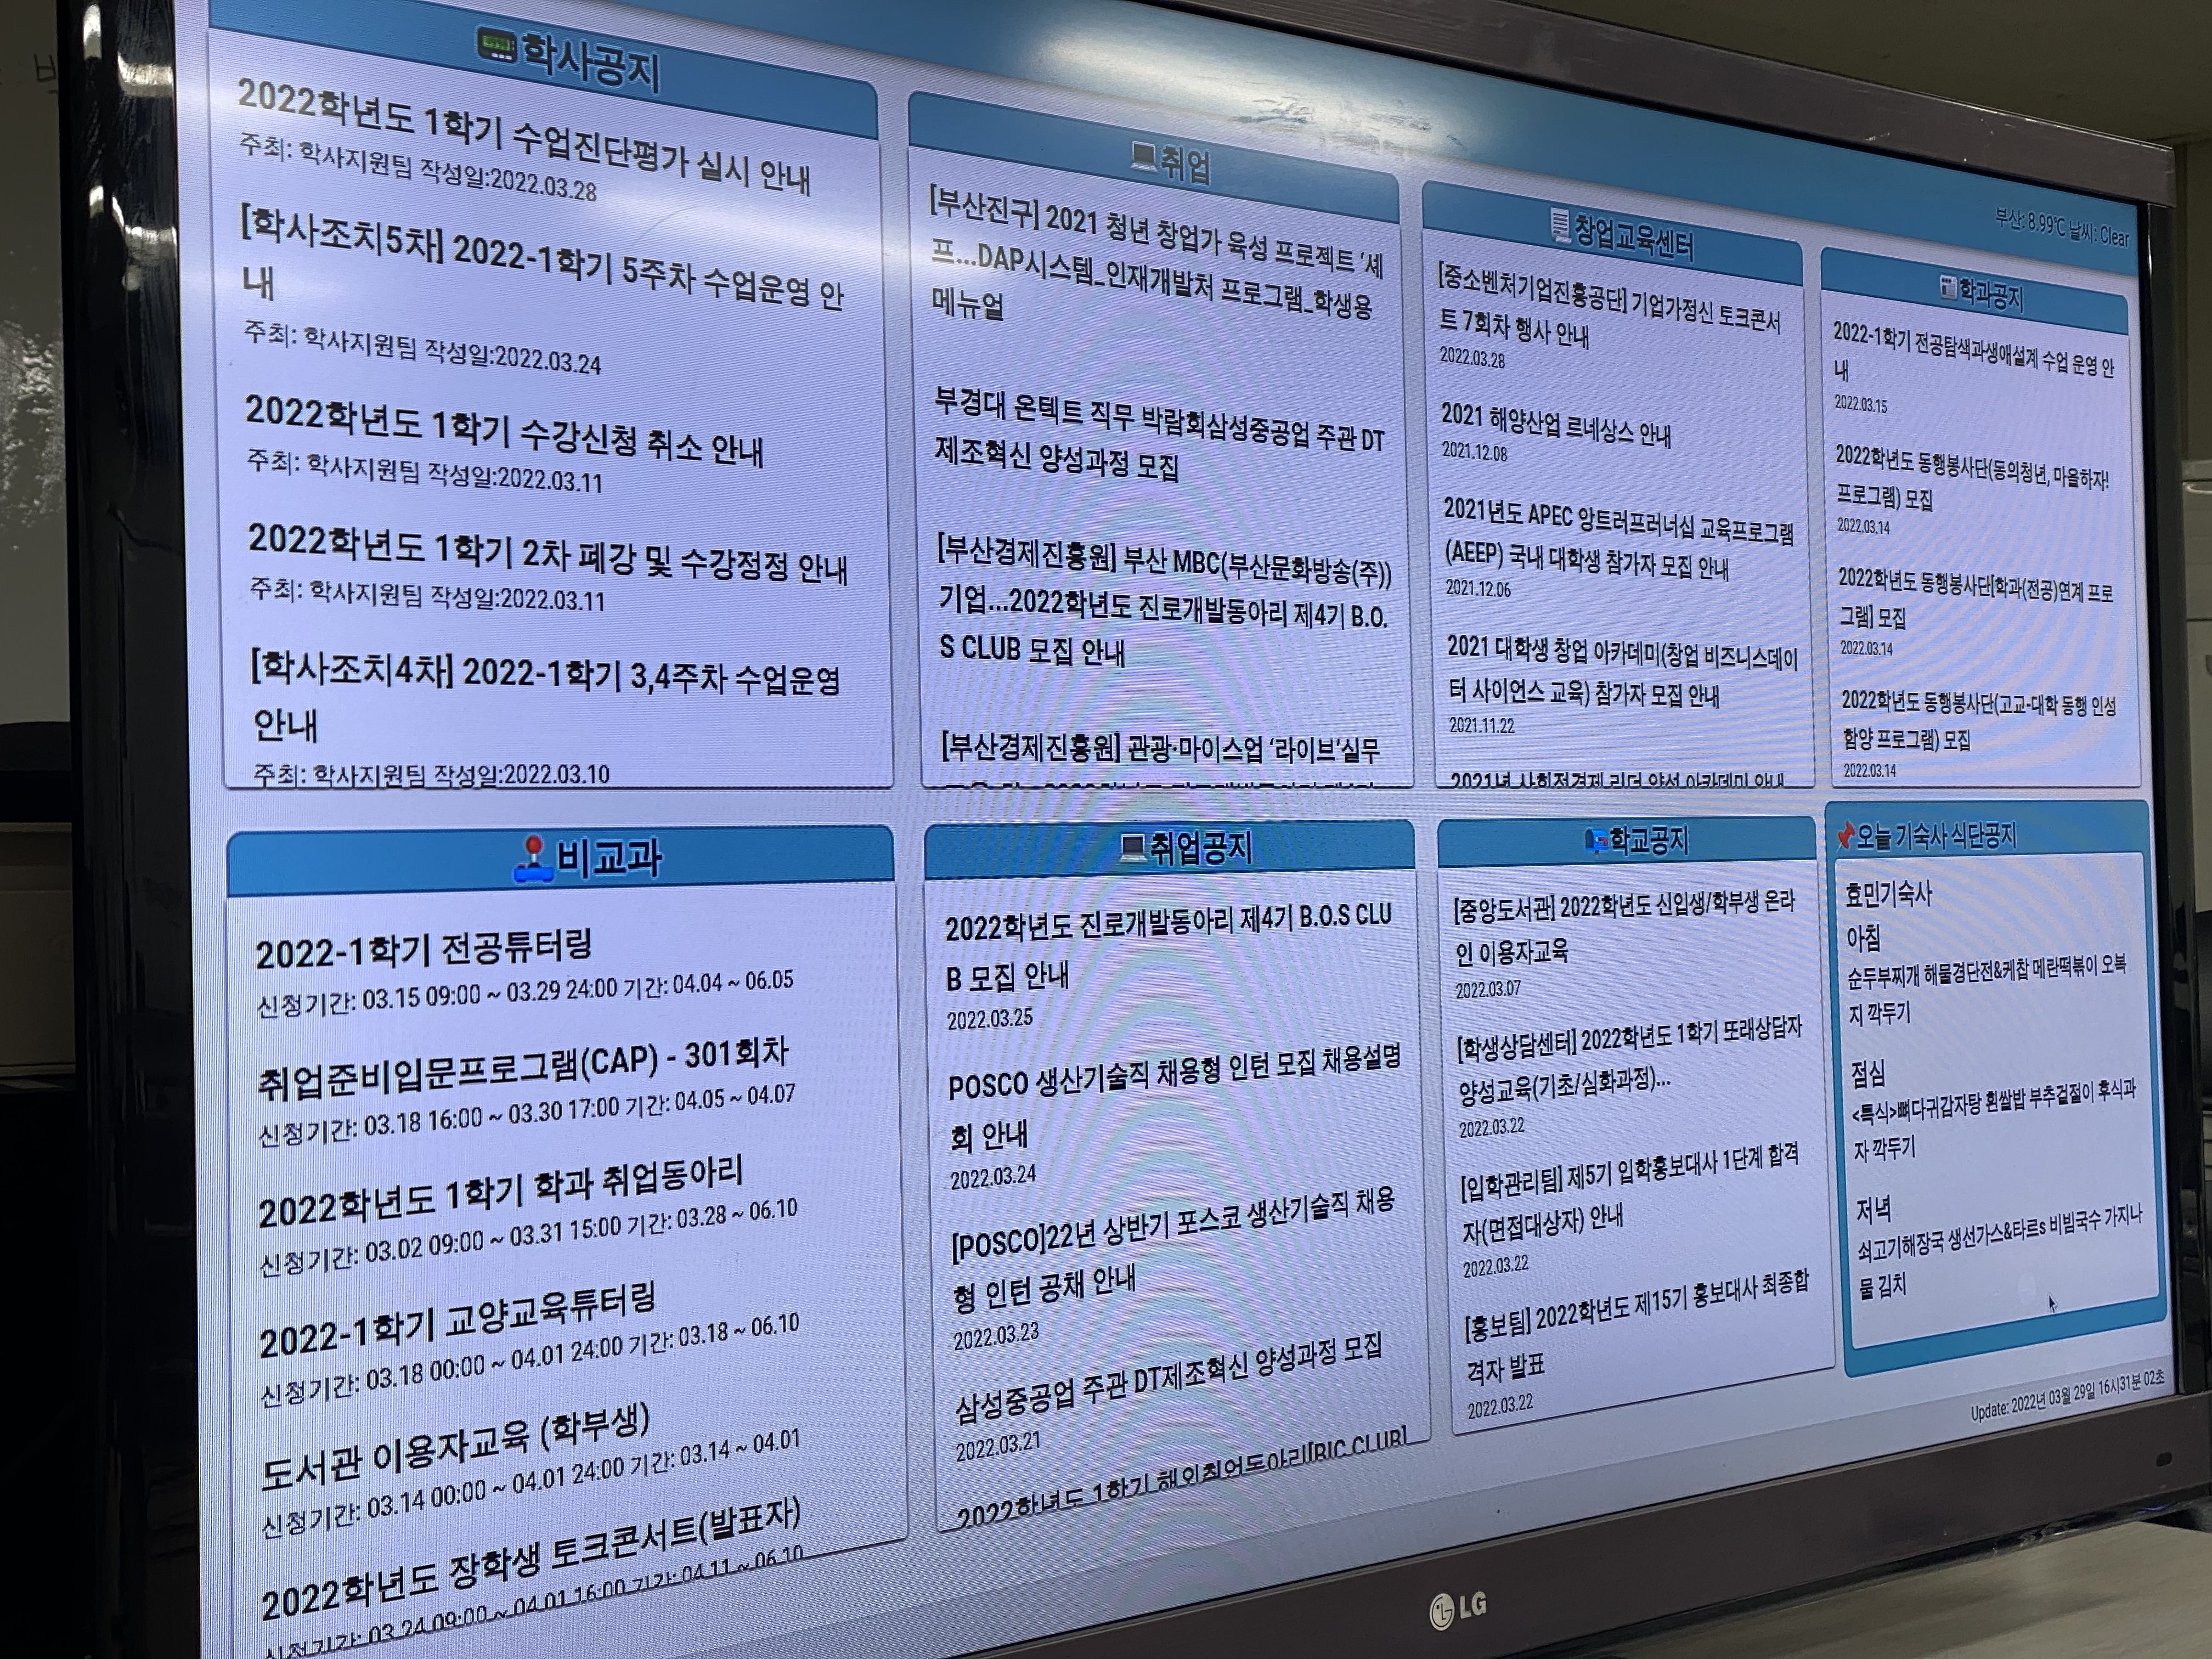 학사공지
2022학년도 1학기 수업진단평가 실시 안내
주최: 학사지원팀 작성일:2022.03.28
[학사조치5차] 2022-1학기 5주차 수업운영 안
내
주최: 학사지원팀 작성일:2022.03.24
2022학년도 1학기 수강신청 취소 안내
주최: 학사지원팀 작성일:2022.03.11
2022학년도 1학기 2차 폐강 및 수강정정 안내
주최: 학사지원팀 작성일:2022.03.11
[학사조치4차] 2022-1학기 3,4주차 수업운영
안내
주최: 학사지원팀 작성일:2022.03.10
취업
[부산진구] 2021 청년 창업가 육성 프로젝트 ‘셰
프...DAP시스템_인재개발처 프로그램_학생용
메뉴얼
부경대 온텍트 직무 박람회삼성중공업 주관 DT
제조혁신 양성과정 모집
[부산경제진흥원] 부산 MBC(부산문화방송(주))
기업...2022학년도 진로개발동아리 제4기 B.O.
S CLUB 모집 안내
[부산경제진흥원] 관광·마이스업 ‘라이브’실무
부산: 8.99℃ 날씨: Clear
창업교육센터
[중소벤처기업진흥공단] 기업가정신 토크콘서
트 7회차 행사 안내
2022.03.28
2021 해양산업 르네상스 안내
2021.12.08
2021년도 APEC 앙트러프러너십 교육프로그램
(AEEP) 국내 대학생 참가자 모집 안내
2021.12.06
2021 대학생 창업 아카데미(창업 비즈니스데이
터 사이언스 교육) 참가자 모집 안내
2021.11.22
2021년 사회적경제 리더 양성 아카데미 안내
학과공지
2022-1학기 전공탐색과생애설계 수업 운영 안
내
2022.03.15
2022학년도 동행봉사단(동의청년, 마을하자!
프로그램) 모집
2022.03.14
2022학년도 동행봉사단[학과(전공)연계 프로
그램] 모집
2022.03.14
2022학년도 동행봉사단(고교-대학 동행 인성
함양 프로그램) 모집
2022.03.14
비교과
2022-1학기 전공튜터링
신청기간: 03.15 09:00 ~ 03.29 24:00 기간: 04.04 ~ 06.05
취업준비입문프로그램(CAP) - 301회차
신청기간: 03.18 16:00 ~ 03.30 17:00 기간: 04.05 ~ 04.07
2022학년도 1학기 학과 취업동아리
신청기간: 03.02 09:00 ~ 03.31 15:00 기간: 03.28 ~ 06.10
2022-1학기 교양교육튜터링
신청기간: 03.18 00:00 ~ 04.01 24:00 기간: 03.18 ~ 06.10
도서관 이용자교육 (학부생)
신청기간: 03.14 00:00 ~ 04.01 24:00 기간: 03.14 ~ 04.01
2022학년도 장학생 토크콘서트(발표자)
신청기간: 03.24 09:00 ~ 04.01 16:00 기간: 04.11 ~ 06.10
취업공지
2022학년도 진로개발동아리 제4기 B.O.S CLU
B 모집 안내
2022.03.25
POSCO 생산기술직 채용형 인턴 모집 채용설명
회 안내
2022.03.24
[POSCO]22년 상반기 포스코 생산기술직 채용
형 인턴 공채 안내
2022.03.23
삼성중공업 주관 DT제조혁신 양성과정 모집
2022.03.21
2022학년도 1학기 해외취업동아리[BIC CLUB]
학교공지
[중앙도서관] 2022학년도 신입생/학부생 온라
인 이용자교육
2022.03.07
[학생상담센터] 2022학년도 1학기 또래상담자
양성교육(기초/심화과정)...
2022.03.22
[입학관리팀] 제5기 입학홍보대사 1단계 합격
자(면접대상자) 안내
2022.03.22
[홍보팀] 2022학년도 제15기 홍보대사 최종합
격자 발표
2022.03.22
오늘 기숙사 식단공지
효민기숙사
아침
순두부찌개 해물경단전&케찹 메란떡볶이 오복
지 깍두기
점심
<특식>뼈다귀감자탕 흰쌀밥 부추겉절이 후식과
자 깍두기
저녁
쇠고기해장국 생선가스&타르s 비빔국수 가지나
물 김치
Update: 2022년 03월 29일 16시31분 02초
LG